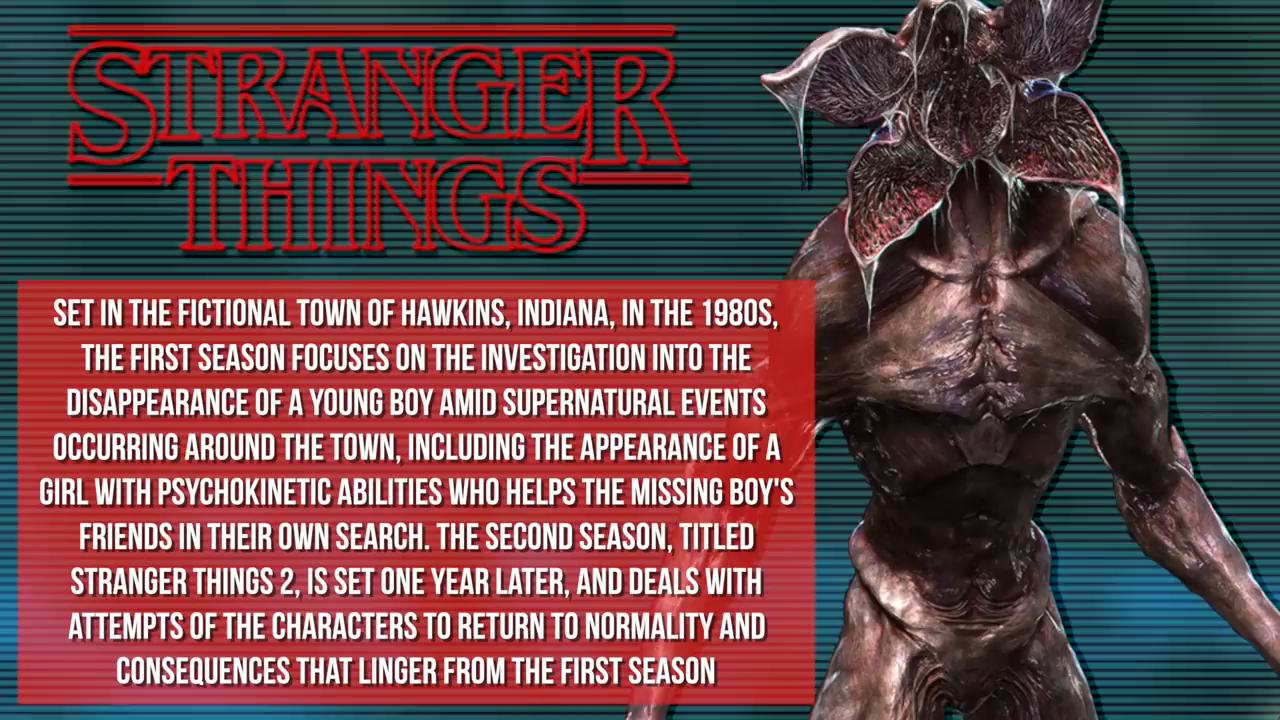 STRANGER
THINGS
SET IN THE FICTIONAL TOWN OF HAWKINS, INDIANA, IN THE 1980S,
THE FIRST SEASON FOCUSES ON THE INVESTIGATION INTO THE
DISAPPEARANCE OF A YOUNG BOY AMID SUPERNATURAL EVENTS
OCCURRING AROUND THE TOWN, INCLUDING THE APPEARANCE OF A
GIRL WITH PSYCHOKINETIC ABILITIES WHO HELPS THE MISSING BOY'S
FRIENDS IN THEIR OWN SEARCH. THE SECOND SEASON, TITLED
STRANGER THINGS 2, IS SET ONE YEAR LATER, AND DEALS WITH
ATTEMPTS OF THE CHARACTERS TO RETURN TO NORMALITY AND
CONSEQUENCES THAT LINGER FROM THE FIRST SEASON